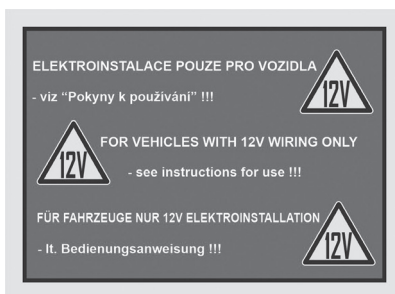 ELEKTROINSTALACE POUZE PRO VOZIDLA
12V
- viz “Pokyny k používání” !!!
FOR VEHICLES WITH 12V WIRING ONLY
12V
- see instructions for use !!!
FÜR FAHRZEUGE NUR 12V ELEKTROINSTALLATION
12V
- lt. Bedienungsanweisung !!!